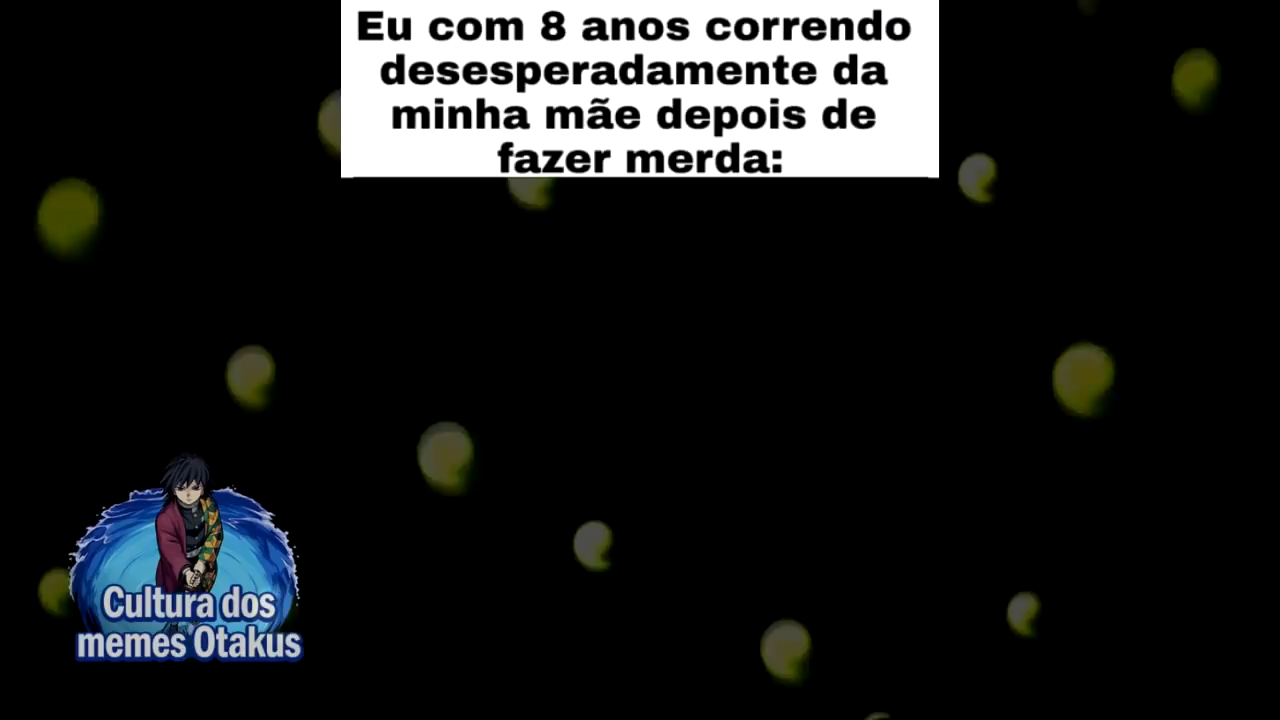 Eu com 8 anos correndo
desesperadamente da
minha mãe depois de
fazer merda:
Cultura dos
memes Otakus